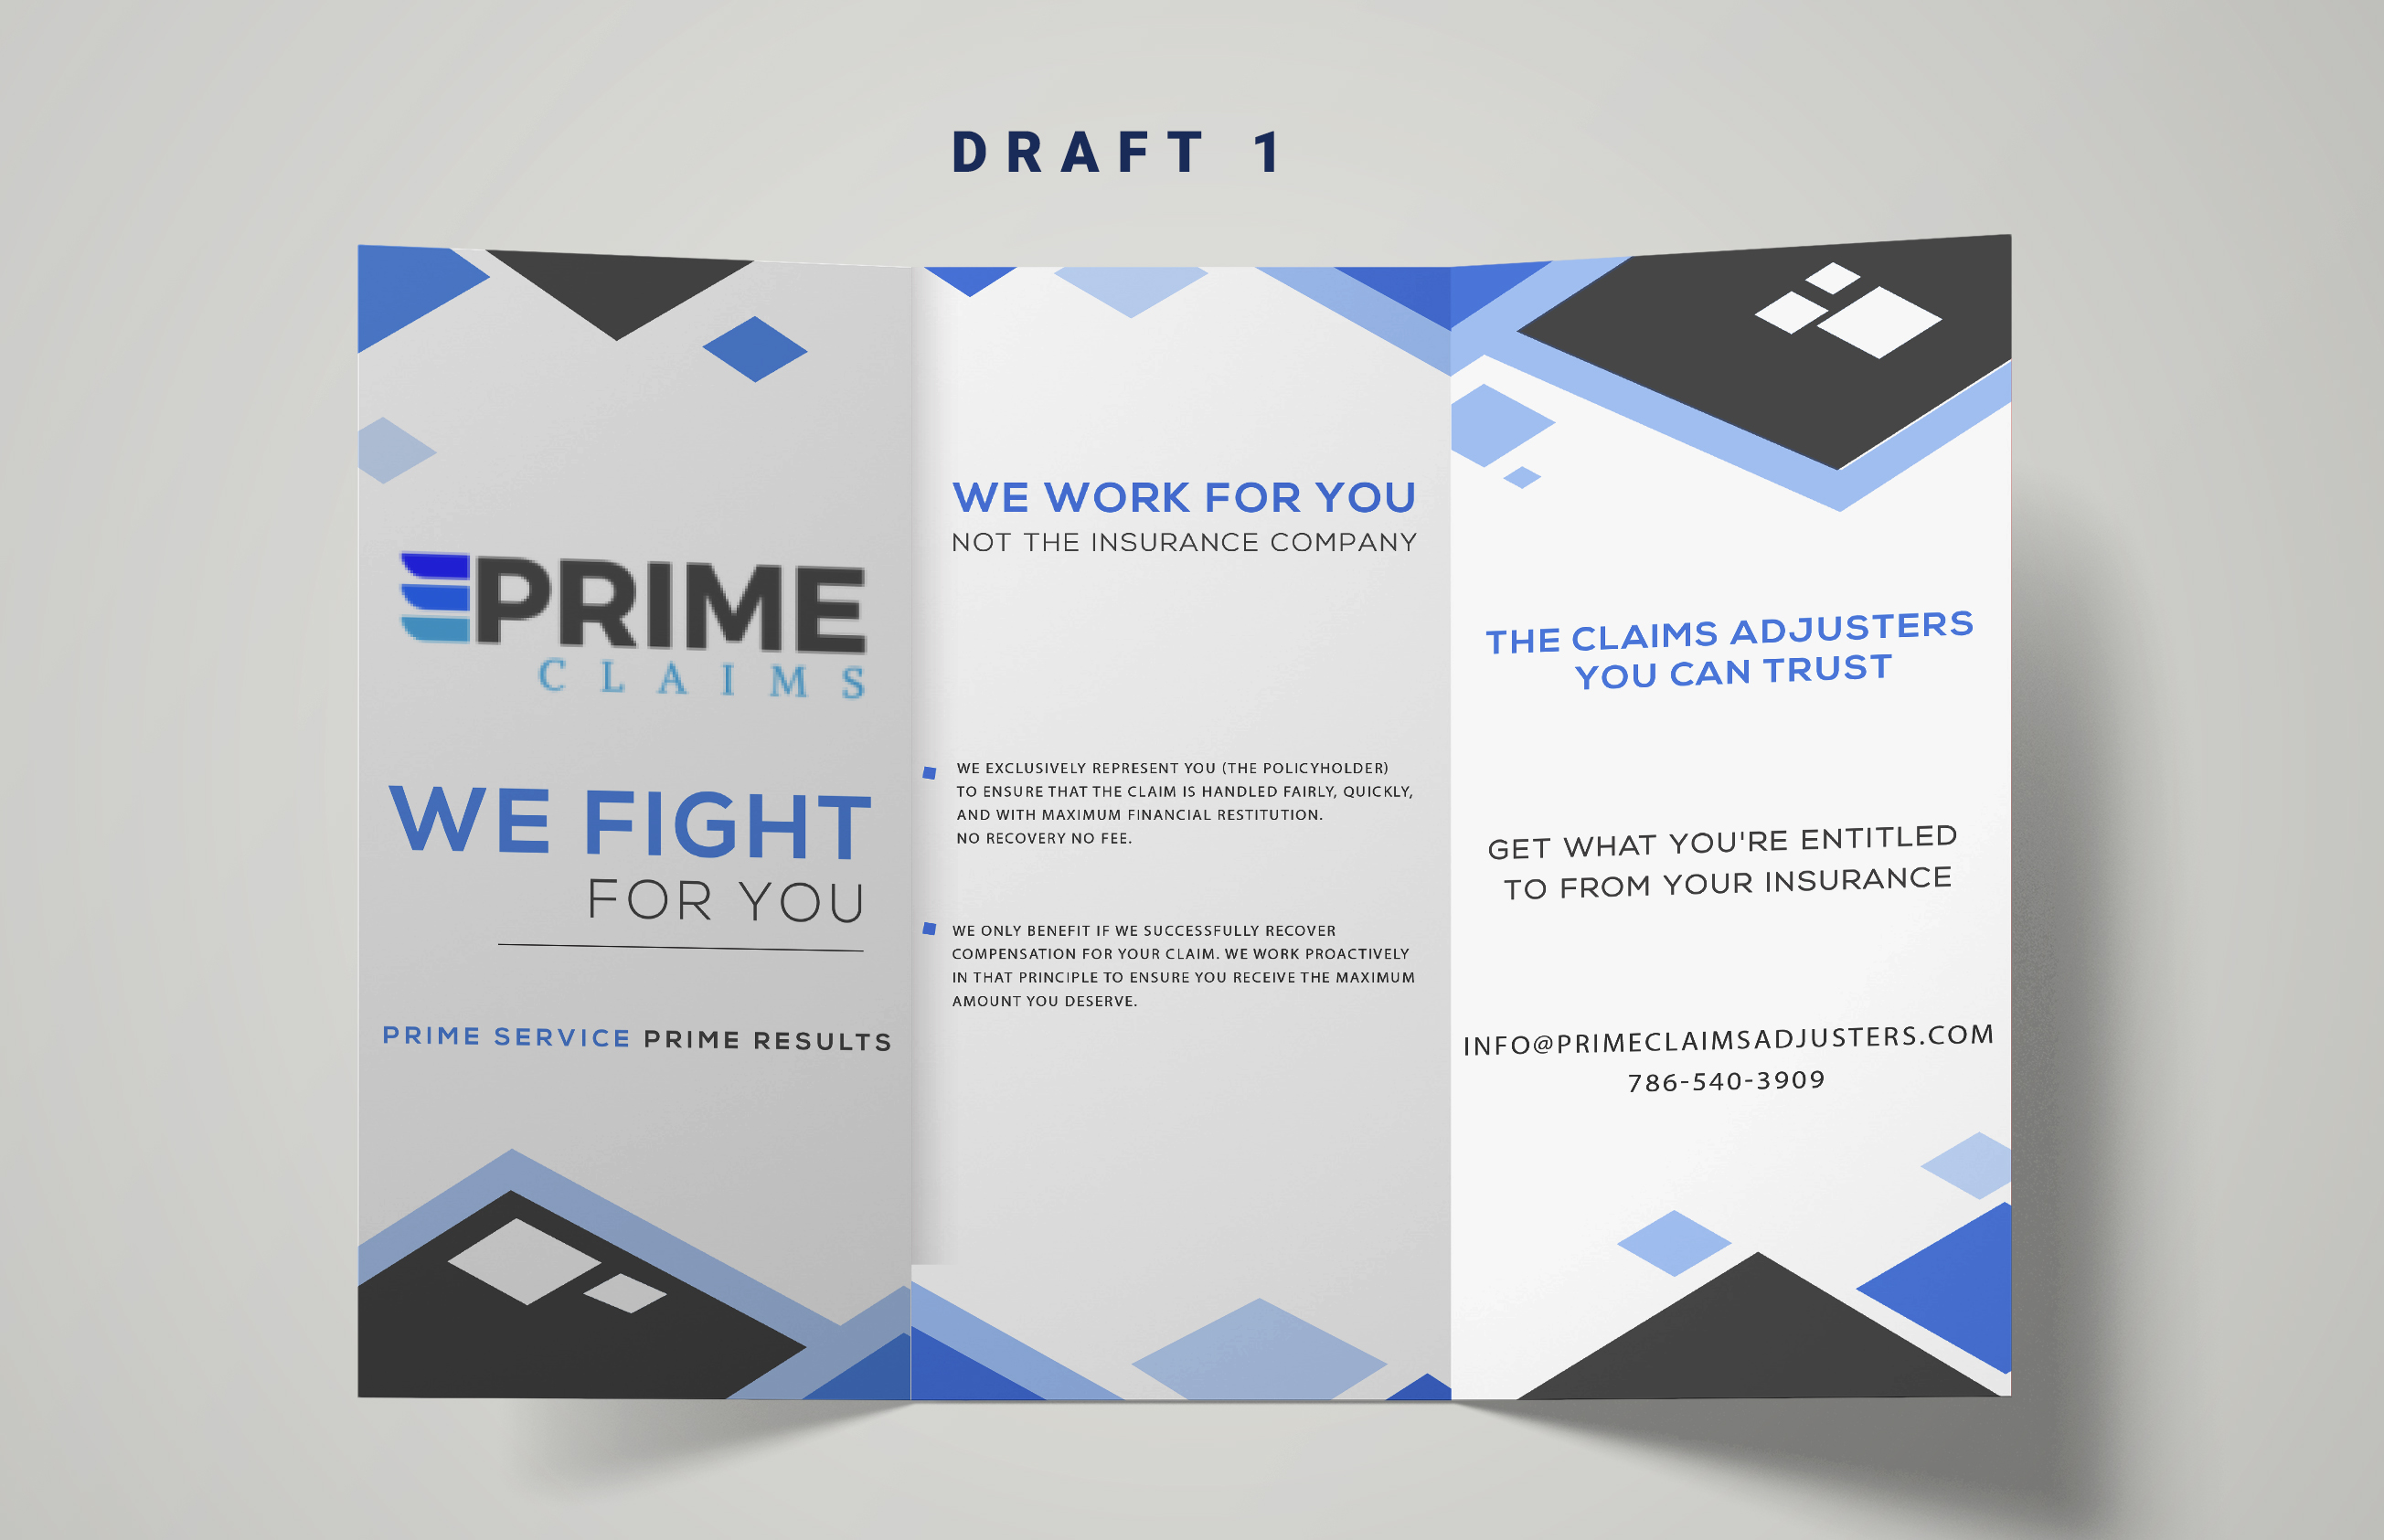 DRAFT 1
PRIME
CLAIMS
WE FIGHT
FOR YOU
PRIME SERVICE PRIME RESULTS
WE WORK FOR YOU
NOT THE INSURANCE COMPANY
WE EXCLUSIVELY REPRESENT YOU (THE POLICYHOLDER)
TO ENSURE THAT THE CLAIM IS HANDLED FAIRLY, QUICKLY,
AND WITH MAXIMUM FINANCIAL RESTITUTION.
NO RECOVERY NO FEE.
WE ONLY BENEFIT IF WE SUCCESSFULLY RECOVER
COMPENSATION FOR YOUR CLAIM. WE WORK PROACTIVELY
IN THAT PRINCIPLE TO ENSURE YOU RECEIVE THE MAXIMUM
AMOUNT YOU DESERVE.
THE CLAIMS ADJUSTERS
YOU CAN TRUST
GET WHAT YOU'RE ENTITLED
TO FROM YOUR INSURANCE
INFO@PRIMECLAIMSADJUSTERS.COM
786-540-3909